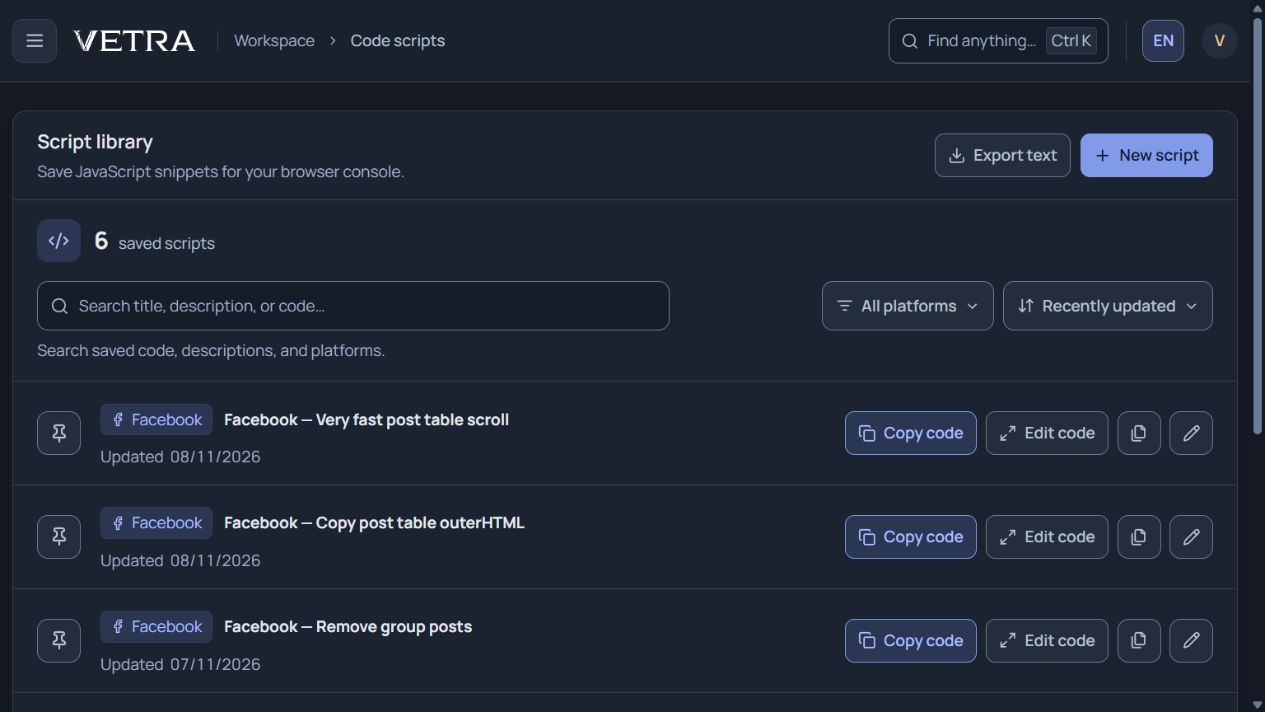 VETRA Workspace > Code scripts Find anything... Ctrl K EN V
Script library
Save JavaScript snippets for your browser console.
Export text + New script
</> 6 saved scripts
Search title, description, or code... All platforms Recently updated
Search saved code, descriptions, and platforms.
Facebook Facebook — Very fast post table scroll
Updated 08/11/2026
Copy code Edit code
Facebook Facebook — Copy post table outerHTML
Updated 08/11/2026
Copy code Edit code
Facebook Facebook — Remove group posts
Updated 07/11/2026
Copy code Edit code